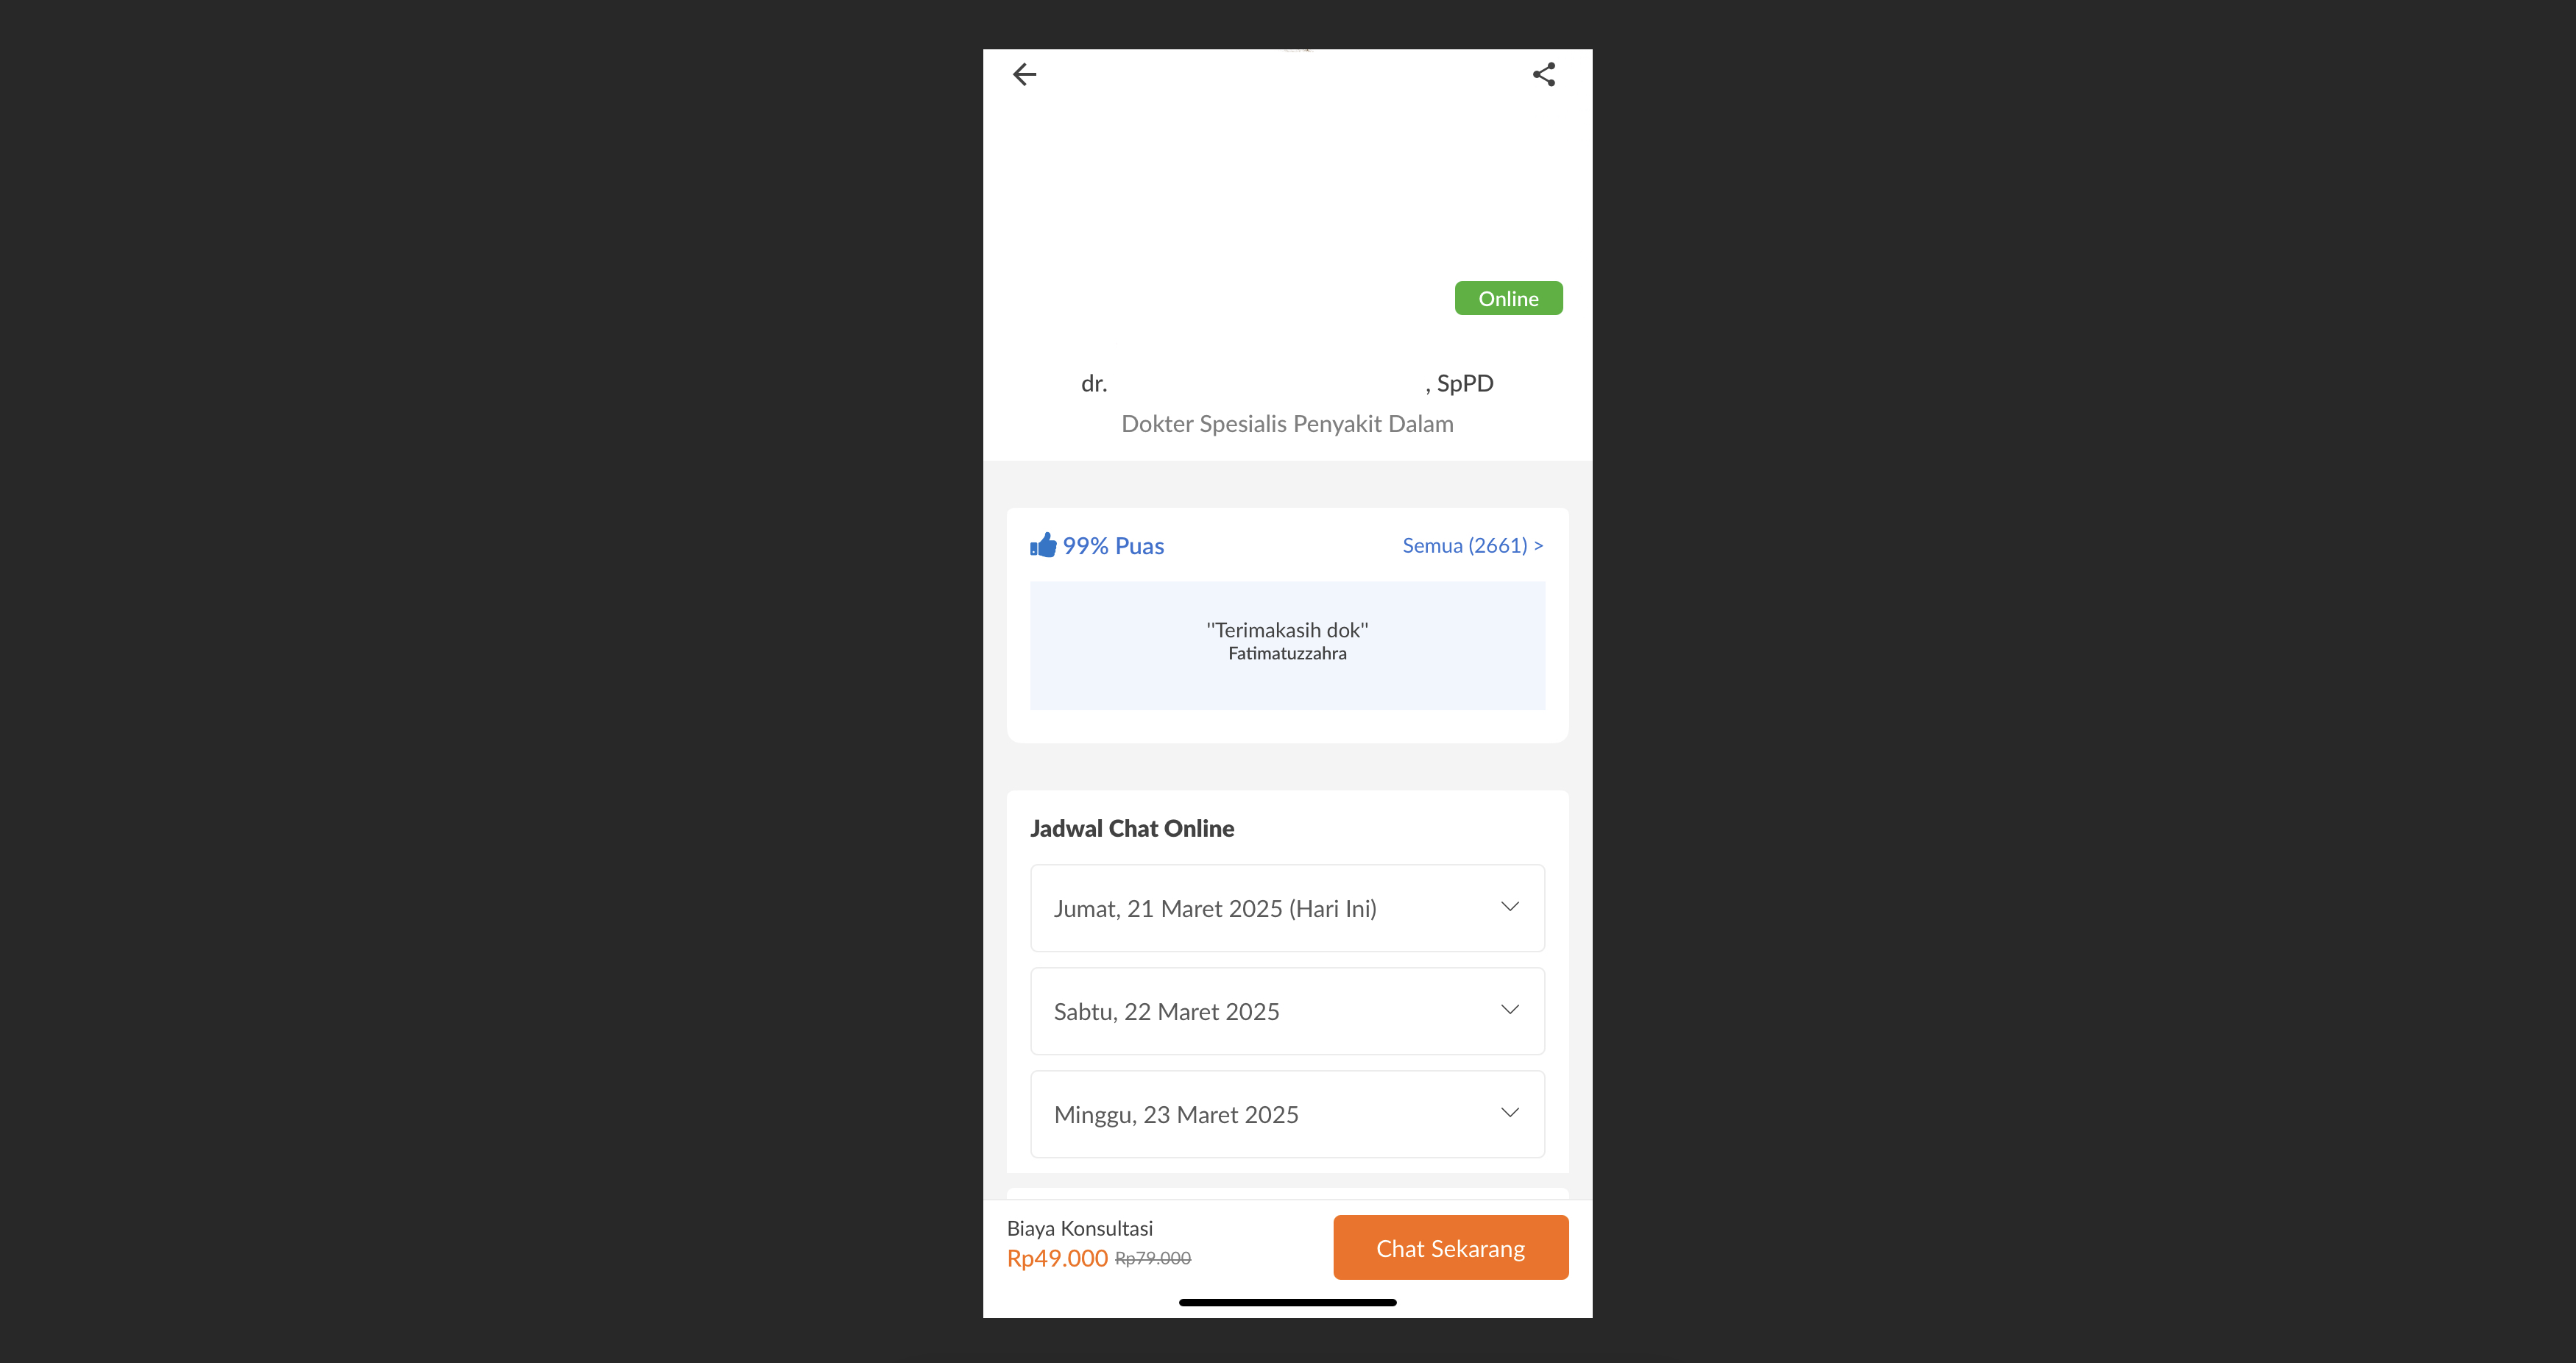 Online
dr. , SpPD
Dokter Spesialis Penyakit Dalam
99% Puas
Semua (2661) >
"Terimakasih dok"
Fatimatuzzahra
Jadwal Chat Online
Jumat, 21 Maret 2025 (Hari Ini)
Sabtu, 22 Maret 2025
Minggu, 23 Maret 2025
Biaya Konsultasi
Rp49.000 Rp79.000
Chat Sekarang